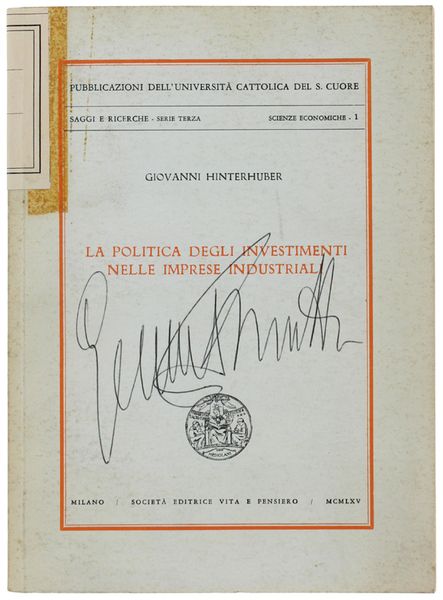 PUBBLICAZIONI DELL'UNIVERSITÀ CATTOLICA DEL S. CUORE
SAGGI E RICERCHE - SERIE TERZA SCIENZE ECONOMICHE - 1
GIOVANNI HINTERHUBER
LA POLITICA DEGLI INVESTIMENTI
NELLE IMPRESE INDUSTRIALI
MILANO / SOCIETÀ EDITRICE VITA E PENSIERO / MCMLXV